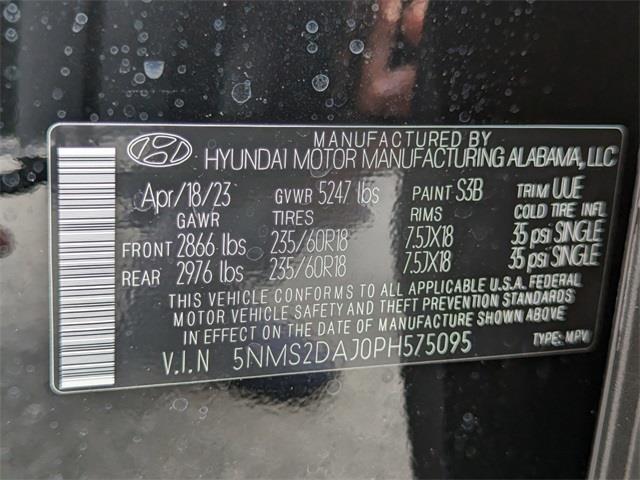 MANUFACTURED BY
HYUNDAI MOTOR MANUFACTURING ALABAMA, LLC
Apr/18/23 GVWR 5247 lbs PAINT S3B TRIM UUE
GAWR TIRES RIMS COLD TIRE INFL
FRONT 2866 lbs 235/60R18 7.5JX18 35 psi SINGLE
REAR 2976 lbs 235/60R18 7.5JX18 35 psi SINGLE
THIS VEHICLE CONFORMS TO ALL APPLICABLE U.S.A. FEDERAL
MOTOR VEHICLE SAFETY AND THEFT PREVENTION STANDARDS
IN EFFECT ON THE DATE OF MANUFACTURE SHOWN ABOVE
V.I.N 5NMS2DAJ0PH575095 TYPE: MPV